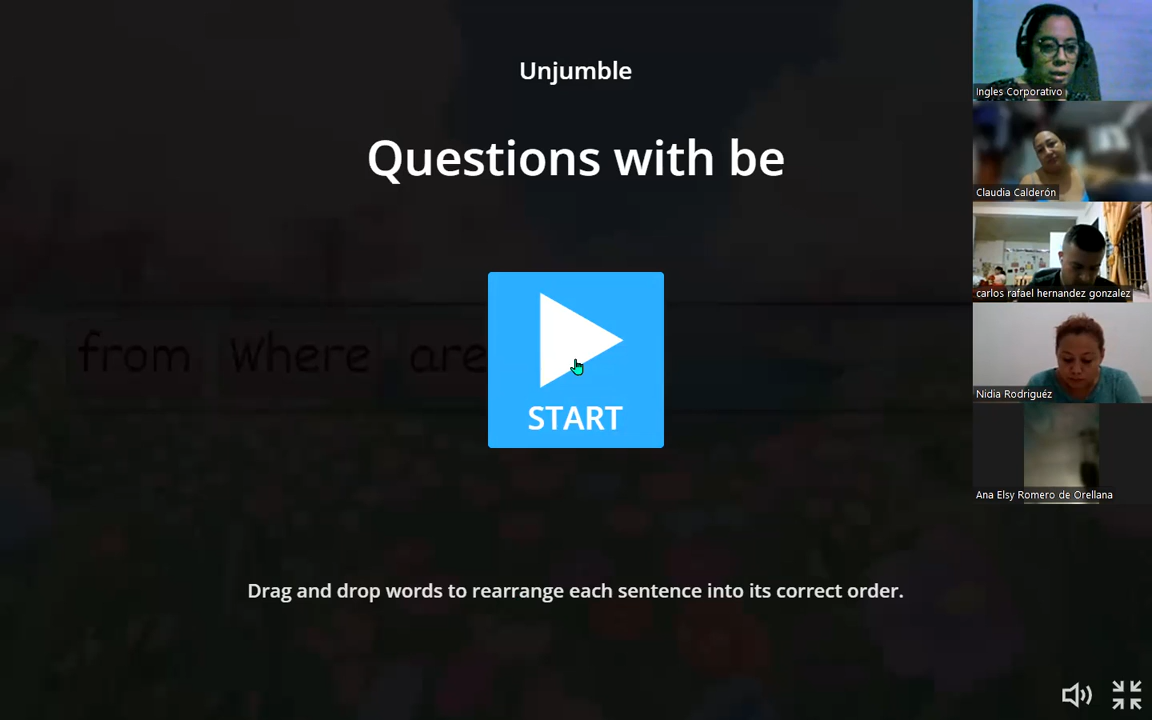 Unjumble
Questions with be
from Where are
START
Drag and drop words to rearrange each sentence into its correct order.
Ingles Corporativo
Claudia Calderón
carlos rafael hernandez gonzalez
Nidia Rodriguéz
Ana Elsy Romero de Orellana